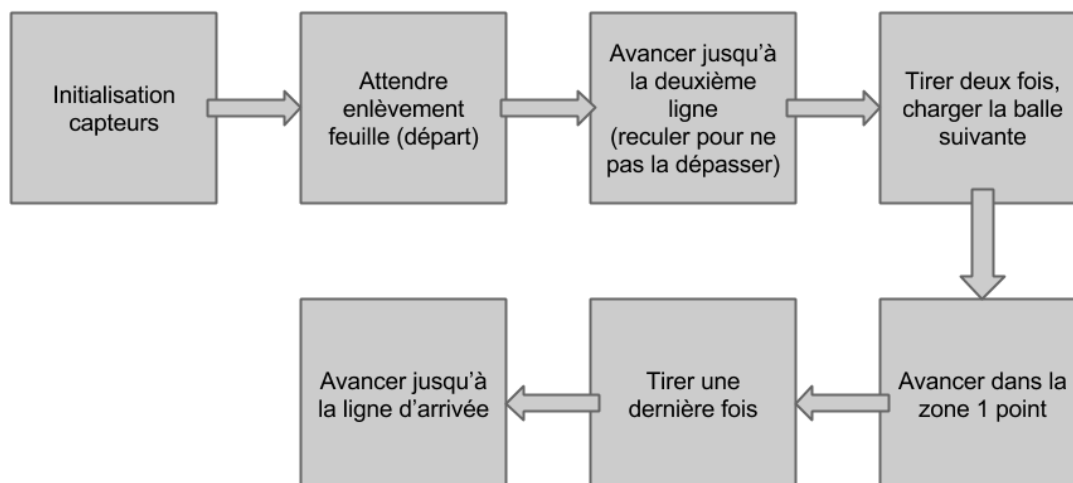 Initialisation
capteurs
Attendre
enlèvement
feuille (départ)
Avancer jusqu'à
la deuxième
ligne
(reculer pour ne
pas la dépasser)
Tirer deux fois,
charger la balle
suivante
Avancer dans la
zone 1 point
Tirer une
dernière fois
Avancer jusqu'à
la ligne d'arrivée